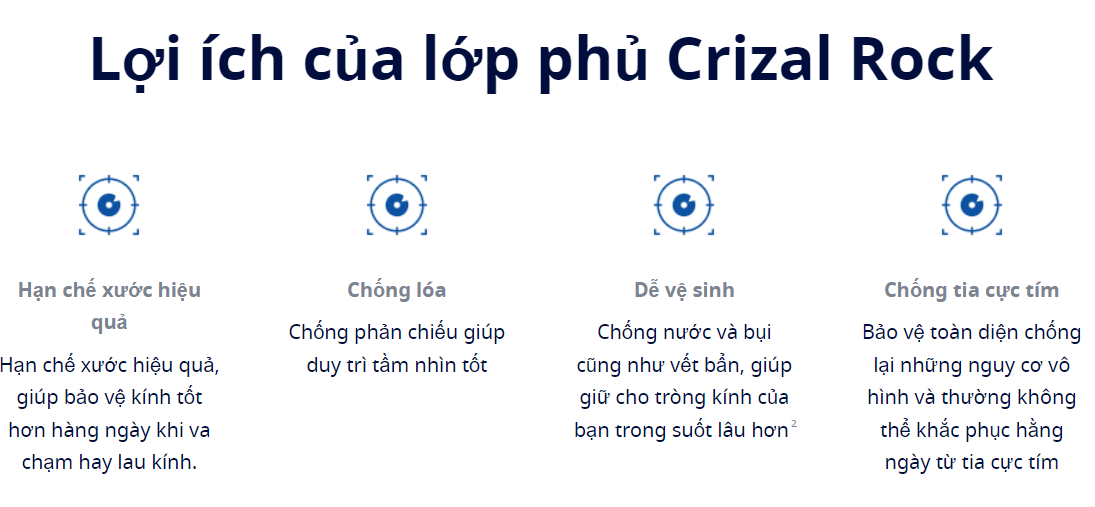 Lợi ích của lớp phủ Crizal Rock
Hạn chế xước hiệu
quả
Hạn chế xước hiệu quả,
giúp bảo vệ kính tốt
hơn hàng ngày khi va
chạm hay lau kính.
Chống lóa
Chống phản chiếu giúp
duy trì tầm nhìn tốt
Dễ vệ sinh
Chống nước và bụi
cũng như vết bẩn, giúp
giữ cho tròng kính của
bạn trong suốt lâu hơn²
Chống tia cực tím
Bảo vệ toàn diện chống
lại những nguy cơ vô
hình và thường không
thể khắc phục hằng
ngày từ tia cực tím